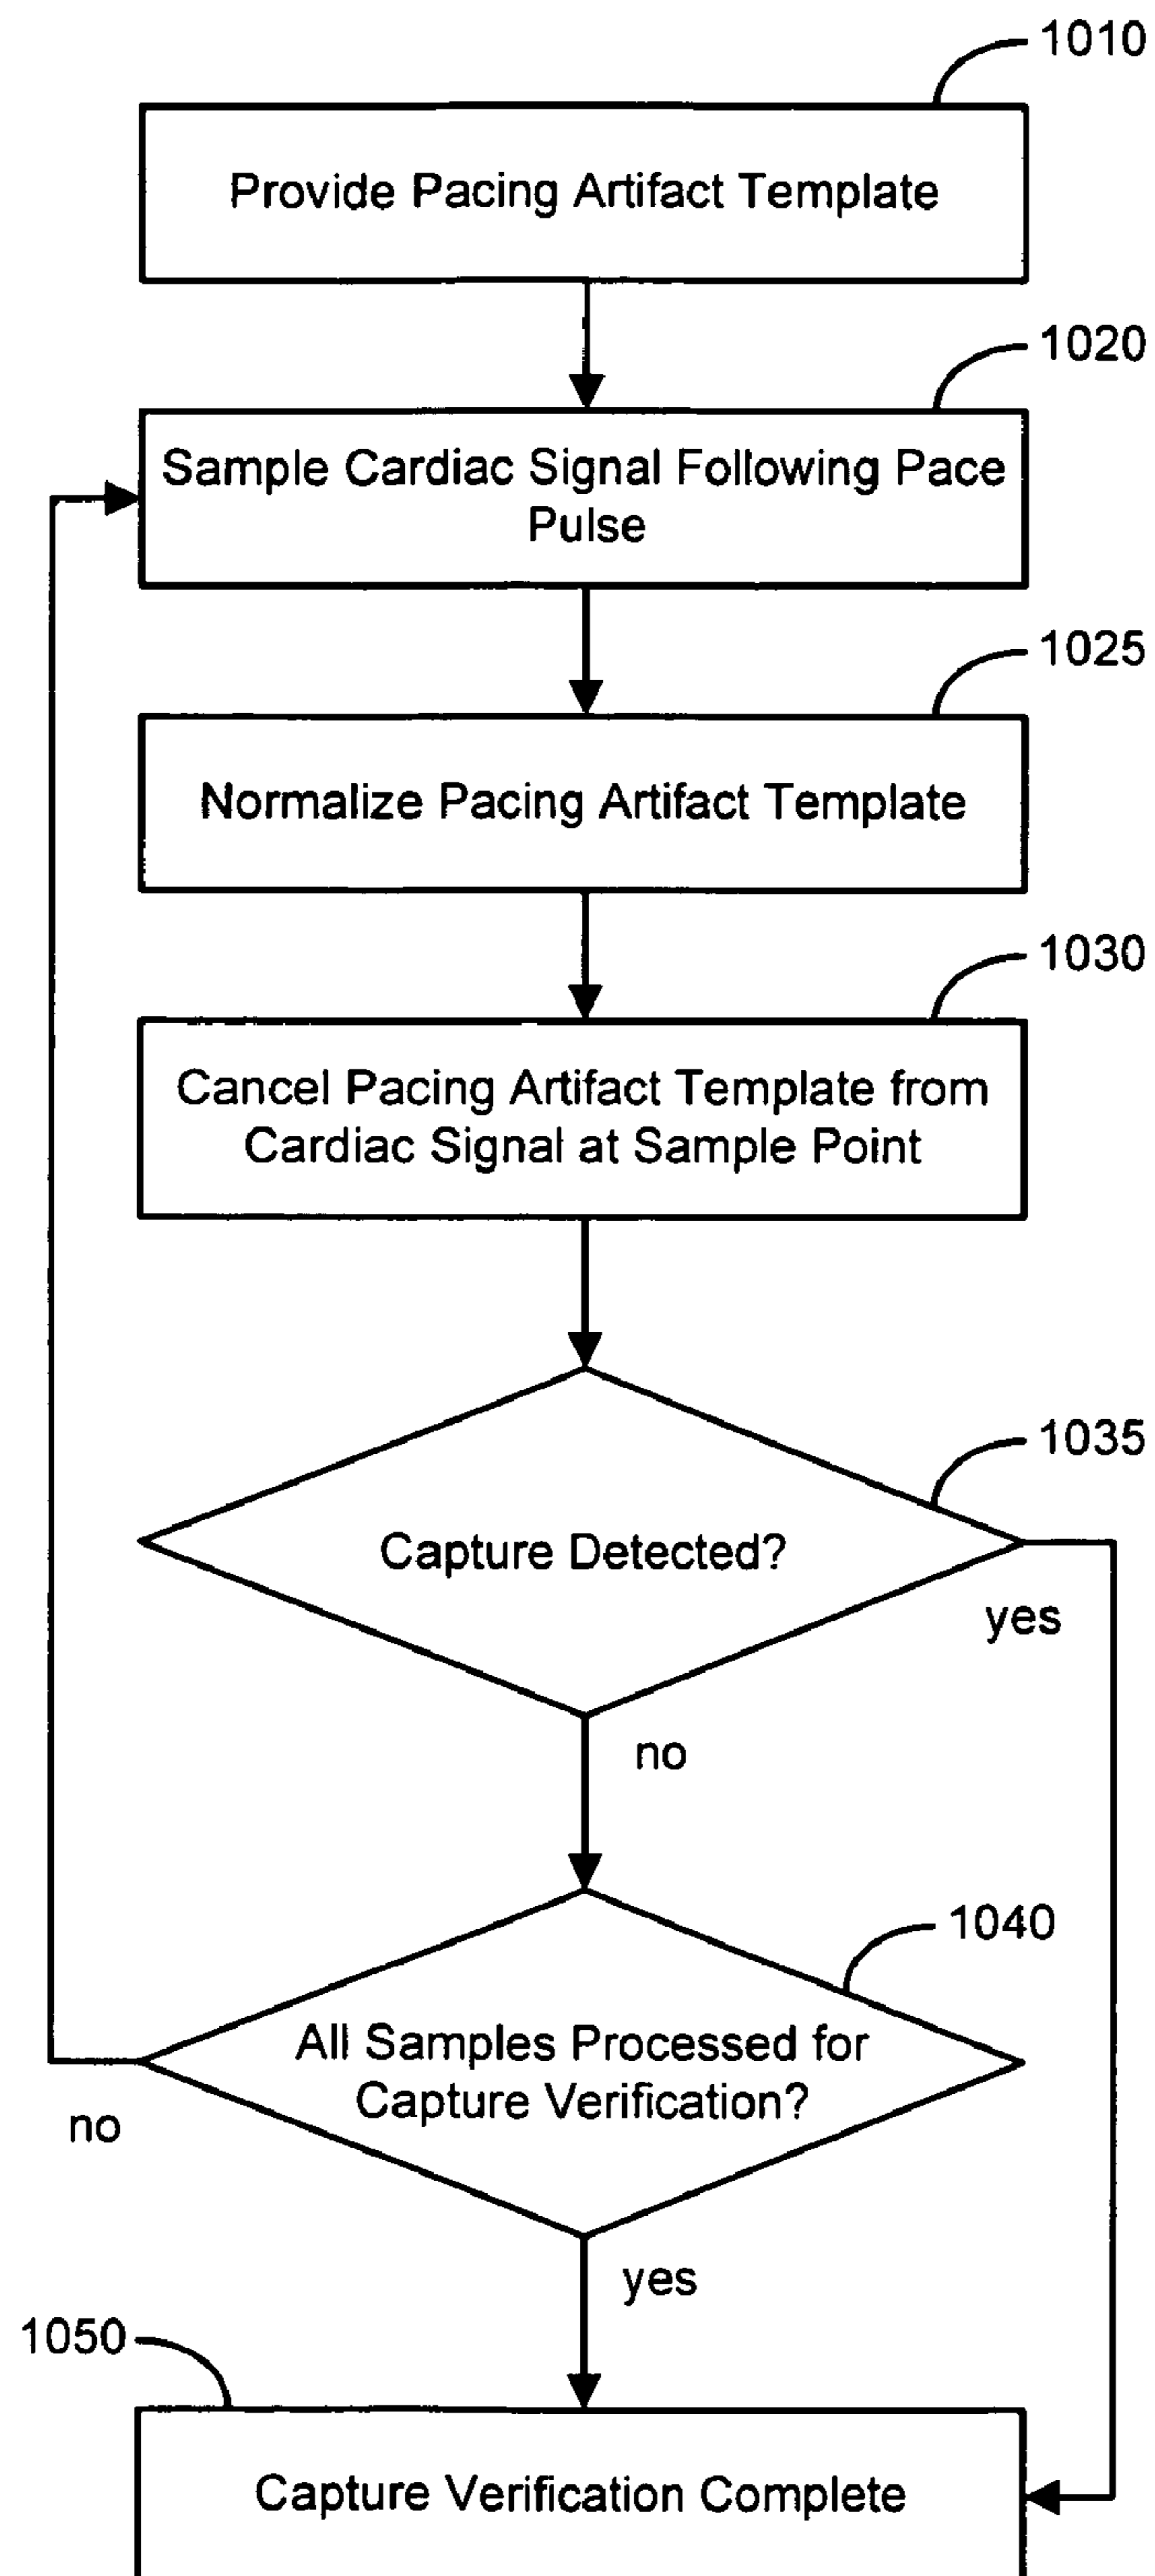 1010
Provide Pacing Artifact Template
1020
Sample Cardiac Signal Following Pace
Pulse
1025
Normalize Pacing Artifact Template
1030
Cancel Pacing Artifact Template from
Cardiac Signal at Sample Point
1035
Capture Detected?
yes
no
1040
All Samples Processed for
Capture Verification?
no
yes
1050
Capture Verification Complete